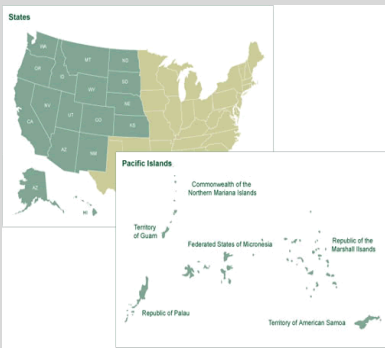 States
WA
MT
ND
OR
ID
SD
WY
NV
NE
UT
CO
KS
CA
AZ
NM
AZ
HI
Pacific Islands
Commonwealth of the
Northern Mariana Islands
Territory
of Guam
Federated States of Micronesia
Republic of the
Marshall Ilsands
Republic of Palau
Territory of American Samoa